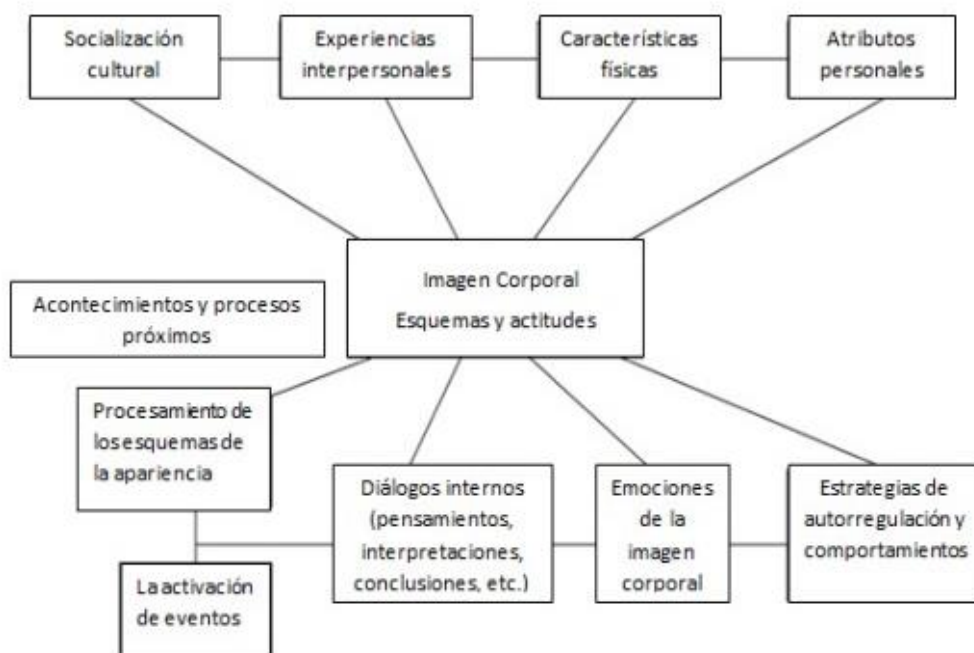 Socialización
cultural
Experiencias
interpersonales
Características
físicas
Atributos
personales
Imagen Corporal
Esquemas y actitudes
Acontecimientos y procesos
próximos
Procesamiento de
los esquemas de
la apariencia
Diálogos internos
(pensamientos,
interpretaciones,
conclusiones, etc.)
Emociones
de la
imagen
corporal
Estrategias de
autorregulación y
comportamientos
La activación
de eventos